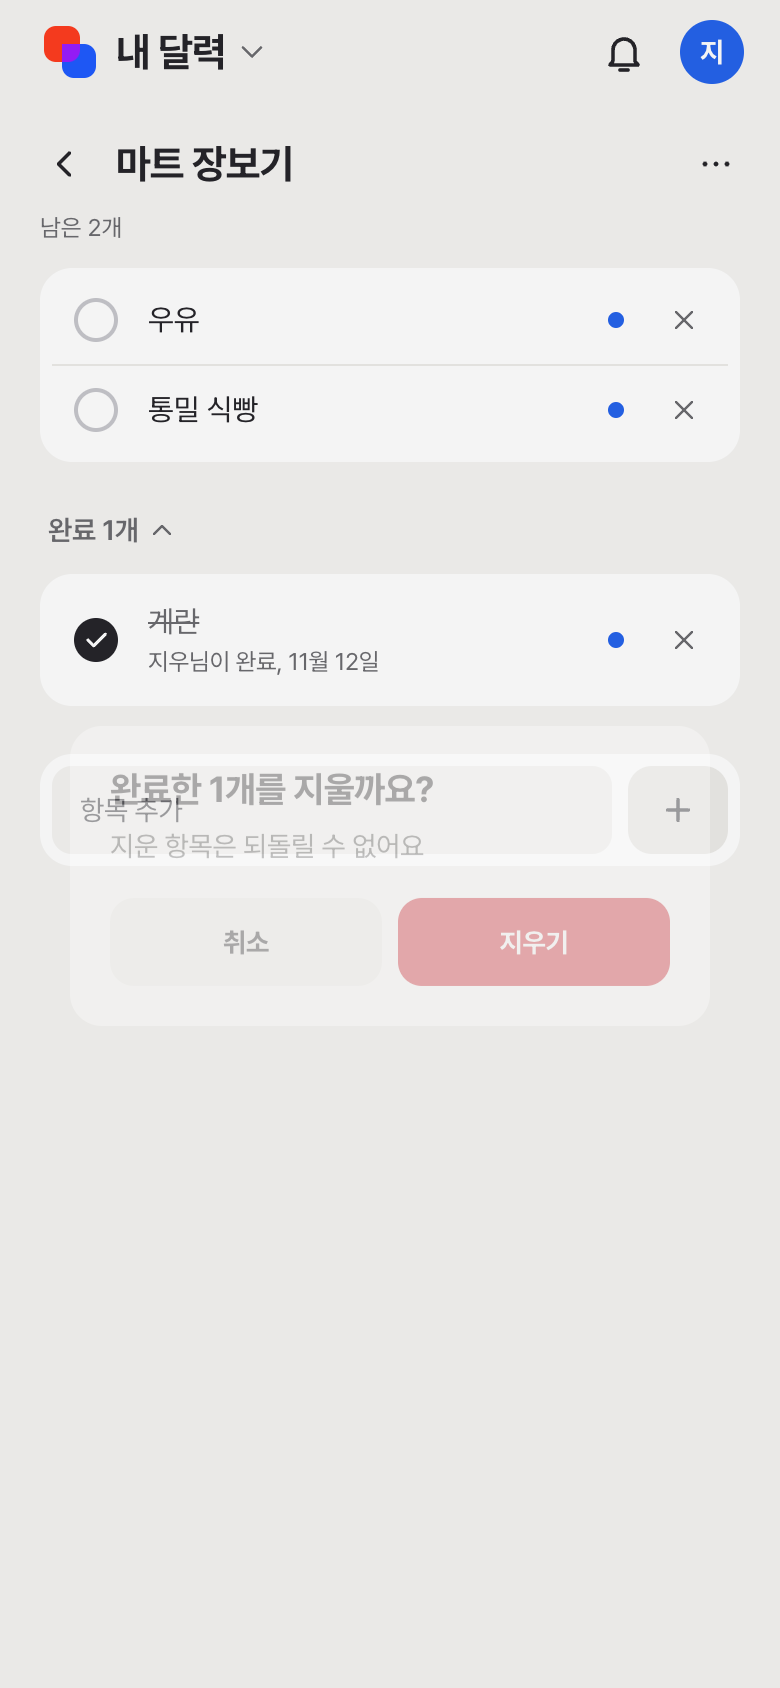 내 달력
지
마트 장보기
남은 2개
우유
통밀 식빵
완료 1개
계란
지우님이 완료, 11월 12일
완료한 1개를 지울까요?
항목 추가
지운 항목은 되돌릴 수 없어요
취소
지우기